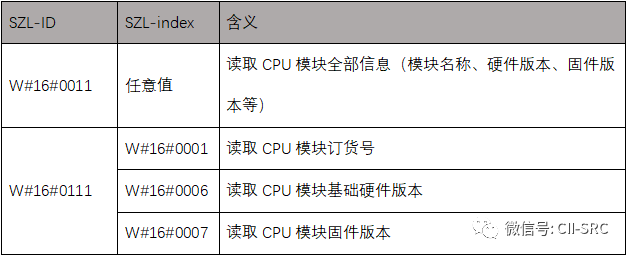 SZL-ID SZL-index 含义
W#16#0011 任意值 读取 CPU 模块全部信息（模块名称、硬件版本、固件版
本等）
W#16#0111 W#16#0001 读取 CPU 模块订货号
W#16#0006 读取 CPU 模块基础硬件版本
W#16#0007 读取 CPU 模块固件版本
微信号: CII-SRC